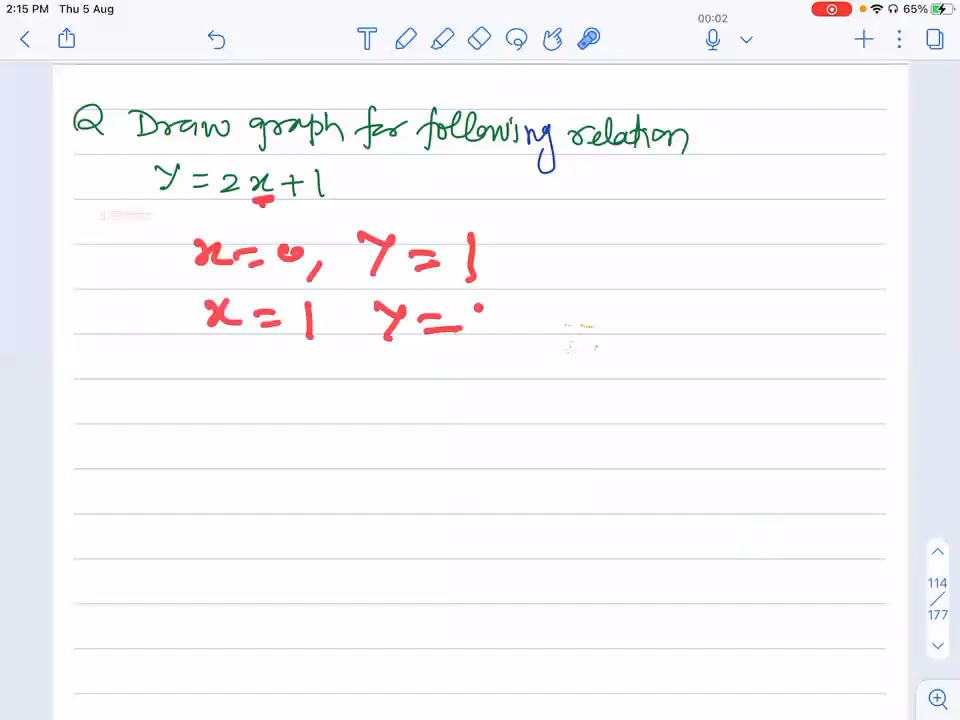 2:15 PM Thu 5 Aug 65%
00:02
Q Draw graph for following relation
Y = 2x + 1
x = 0, Y = 1
x = 1 Y =
114
/
177